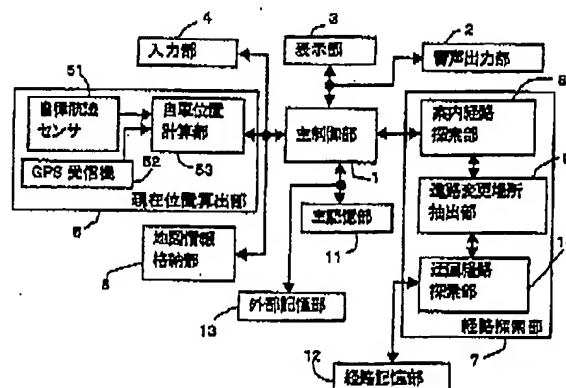 4
3
2
入力部
表示部
音声出力部
51
8
自律航法
センサ
自車位置
計算部
主制御部
案内経路
探索部
GPS 受信機
52
53
1
現在位置算出部
進路変更場所
抽出部
6
主記憶部
11
地図情報
格納部
迂回経路
探索部
外部記憶部
13
経路探索部
7
12
経路記憶部